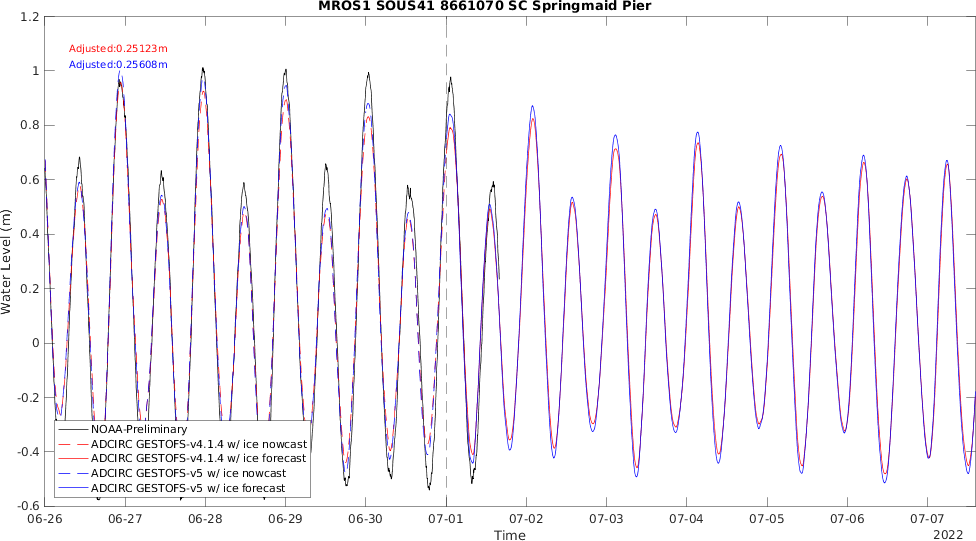 MROS1 SOUS41 8661070 SC Springmaid Pier
Adjusted:0.25123m
Adjusted:0.25608m
Water Level (m)
1.2
1
0.8
0.6
0.4
0.2
0
-0.2
-0.4
-0.6
NOAA-Preliminary
ADCIRC GESTOFS-v4.1.4 w/ ice nowcast
ADCIRC GESTOFS-v4.1.4 w/ ice forecast
ADCIRC GESTOFS-v5 w/ ice nowcast
ADCIRC GESTOFS-v5 w/ ice forecast
06-26 06-27 06-28 06-29 06-30 07-01 07-02 07-03 07-04 07-05 07-06 07-07
Time
2022